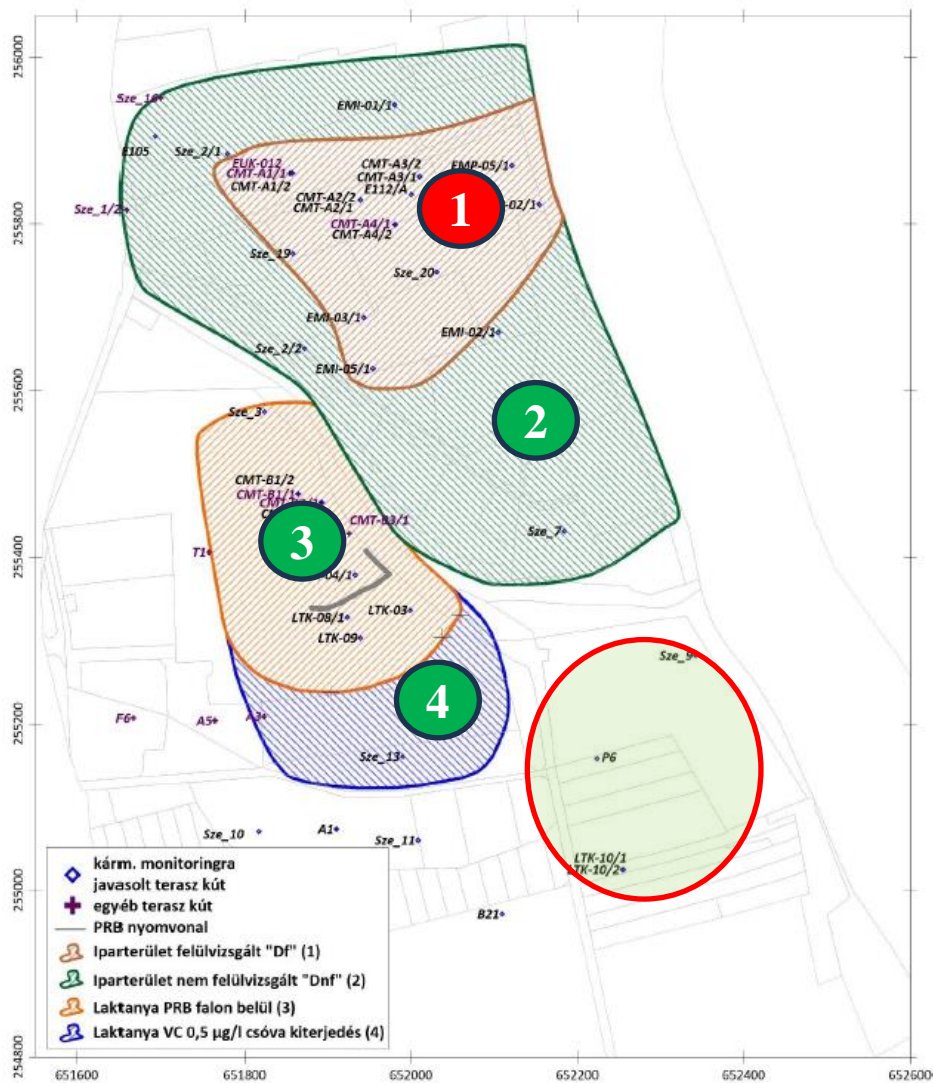 256000
Sze_16
EMI-01/1
E105
Sze_2/1
EUK-012
CMT-A3/2
EMP-05/1
CMT-A1/1
CMT-A3/1
CMT-A1/2
E112/A
CMT-A2/2
CMT-A2/1
1
-02/1
Sze_1/2
255800
CMT-A4/1
CMT-A4/2
Sze_19
Sze_20
EMI-03/1
EMI-02/1
Sze_2/2
EMI-05/1
255600
2
Sze_3
CMT-B1/2
CMT-B1/1
CMT-B3/1
Sze_7
3
T1
255400
04/1
LTK-08/1
LTK-03
LTK-09
Sze_9
4
F6
A5
A3
255200
Sze_13
P6
Sze_10
A1
Sze_11
LTK-10/1
LTK-10/2
255000
B21
kárm. monitoringra
javasolt terasz kút
egyéb terasz kút
PRB nyomvonal
Iparterület felülvizsgált "Df" (1)
Iparterület nem felülvizsgált "Dnf" (2)
Laktanya PRB falon belül (3)
Laktanya VC 0,5 µg/l csóva kiterjedés (4)
254800
651600
651800
652000
652200
652400
652600